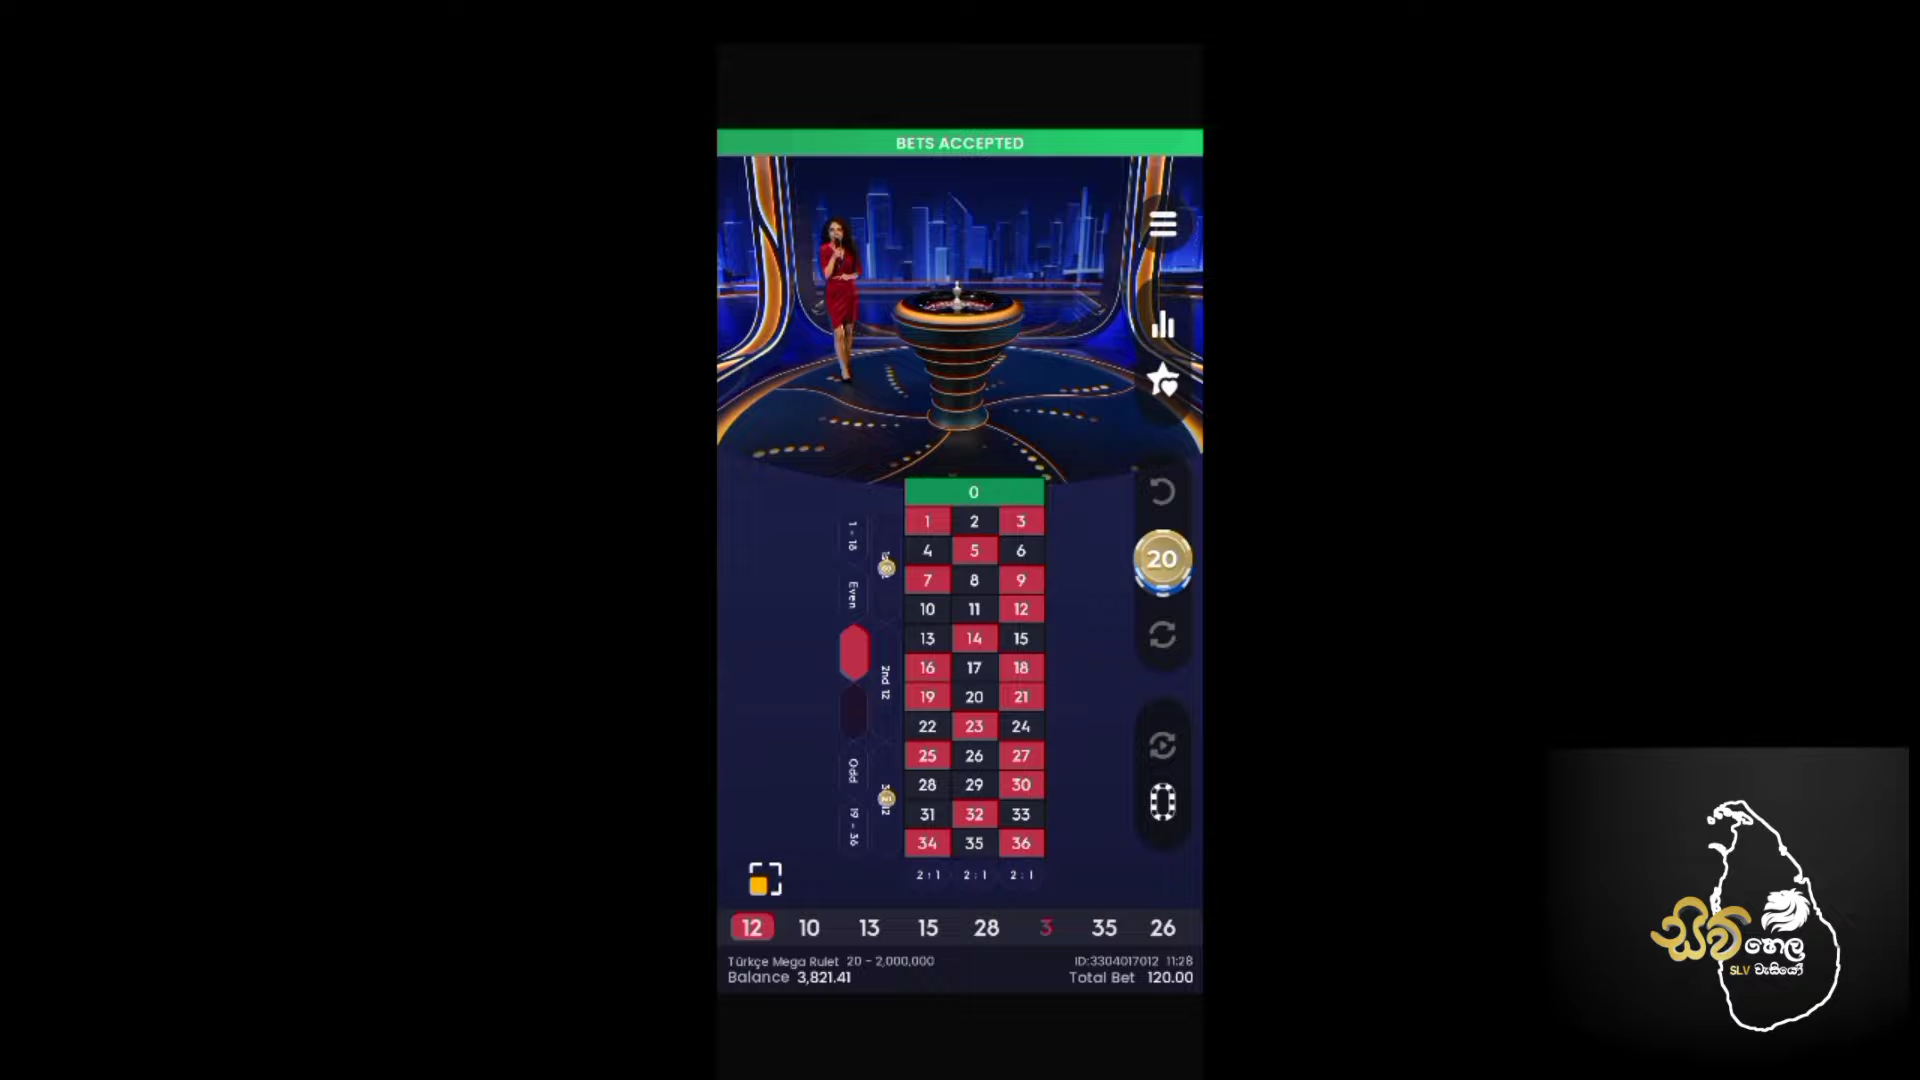 BETS ACCEPTED
0
1 2 3
4 5 6
7 8 9
10 11 12
13 14 15
16 17 18
19 20 21
22 23 24
25 26 27
28 29 30
31 32 33
34 35 36
2:1 2:1 2:1
1-18
Even
Odd
19-36
2nd 12
20
12 10 13 15 28 3 35 26
Türkçe Mega Rulet 20 - 2,000,000
ID:3304017012 11:28
Balance 3,821.41
Total Bet 120.00
සිව්
හෙල
SLV වැසියෝ